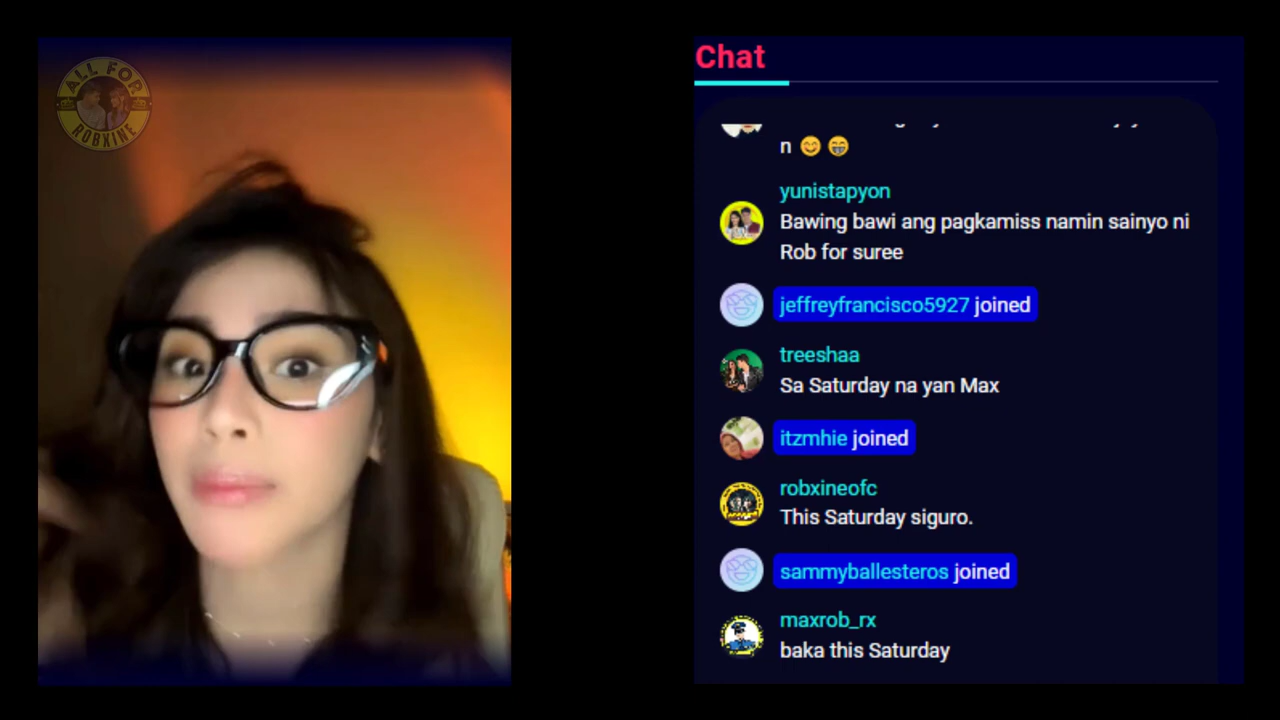 ALL FOR
ROBXINE
Chat
n 😊 😁
yunistapyon
Bawing bawi ang pagkamiss namin sainyo ni
Rob for suree
jeffreyfrancisco5927 joined
treeshaa
Sa Saturday na yan Max
itzmhie joined
robxineofc
This Saturday siguro.
sammyballesteros joined
maxrob_rx
baka this Saturday